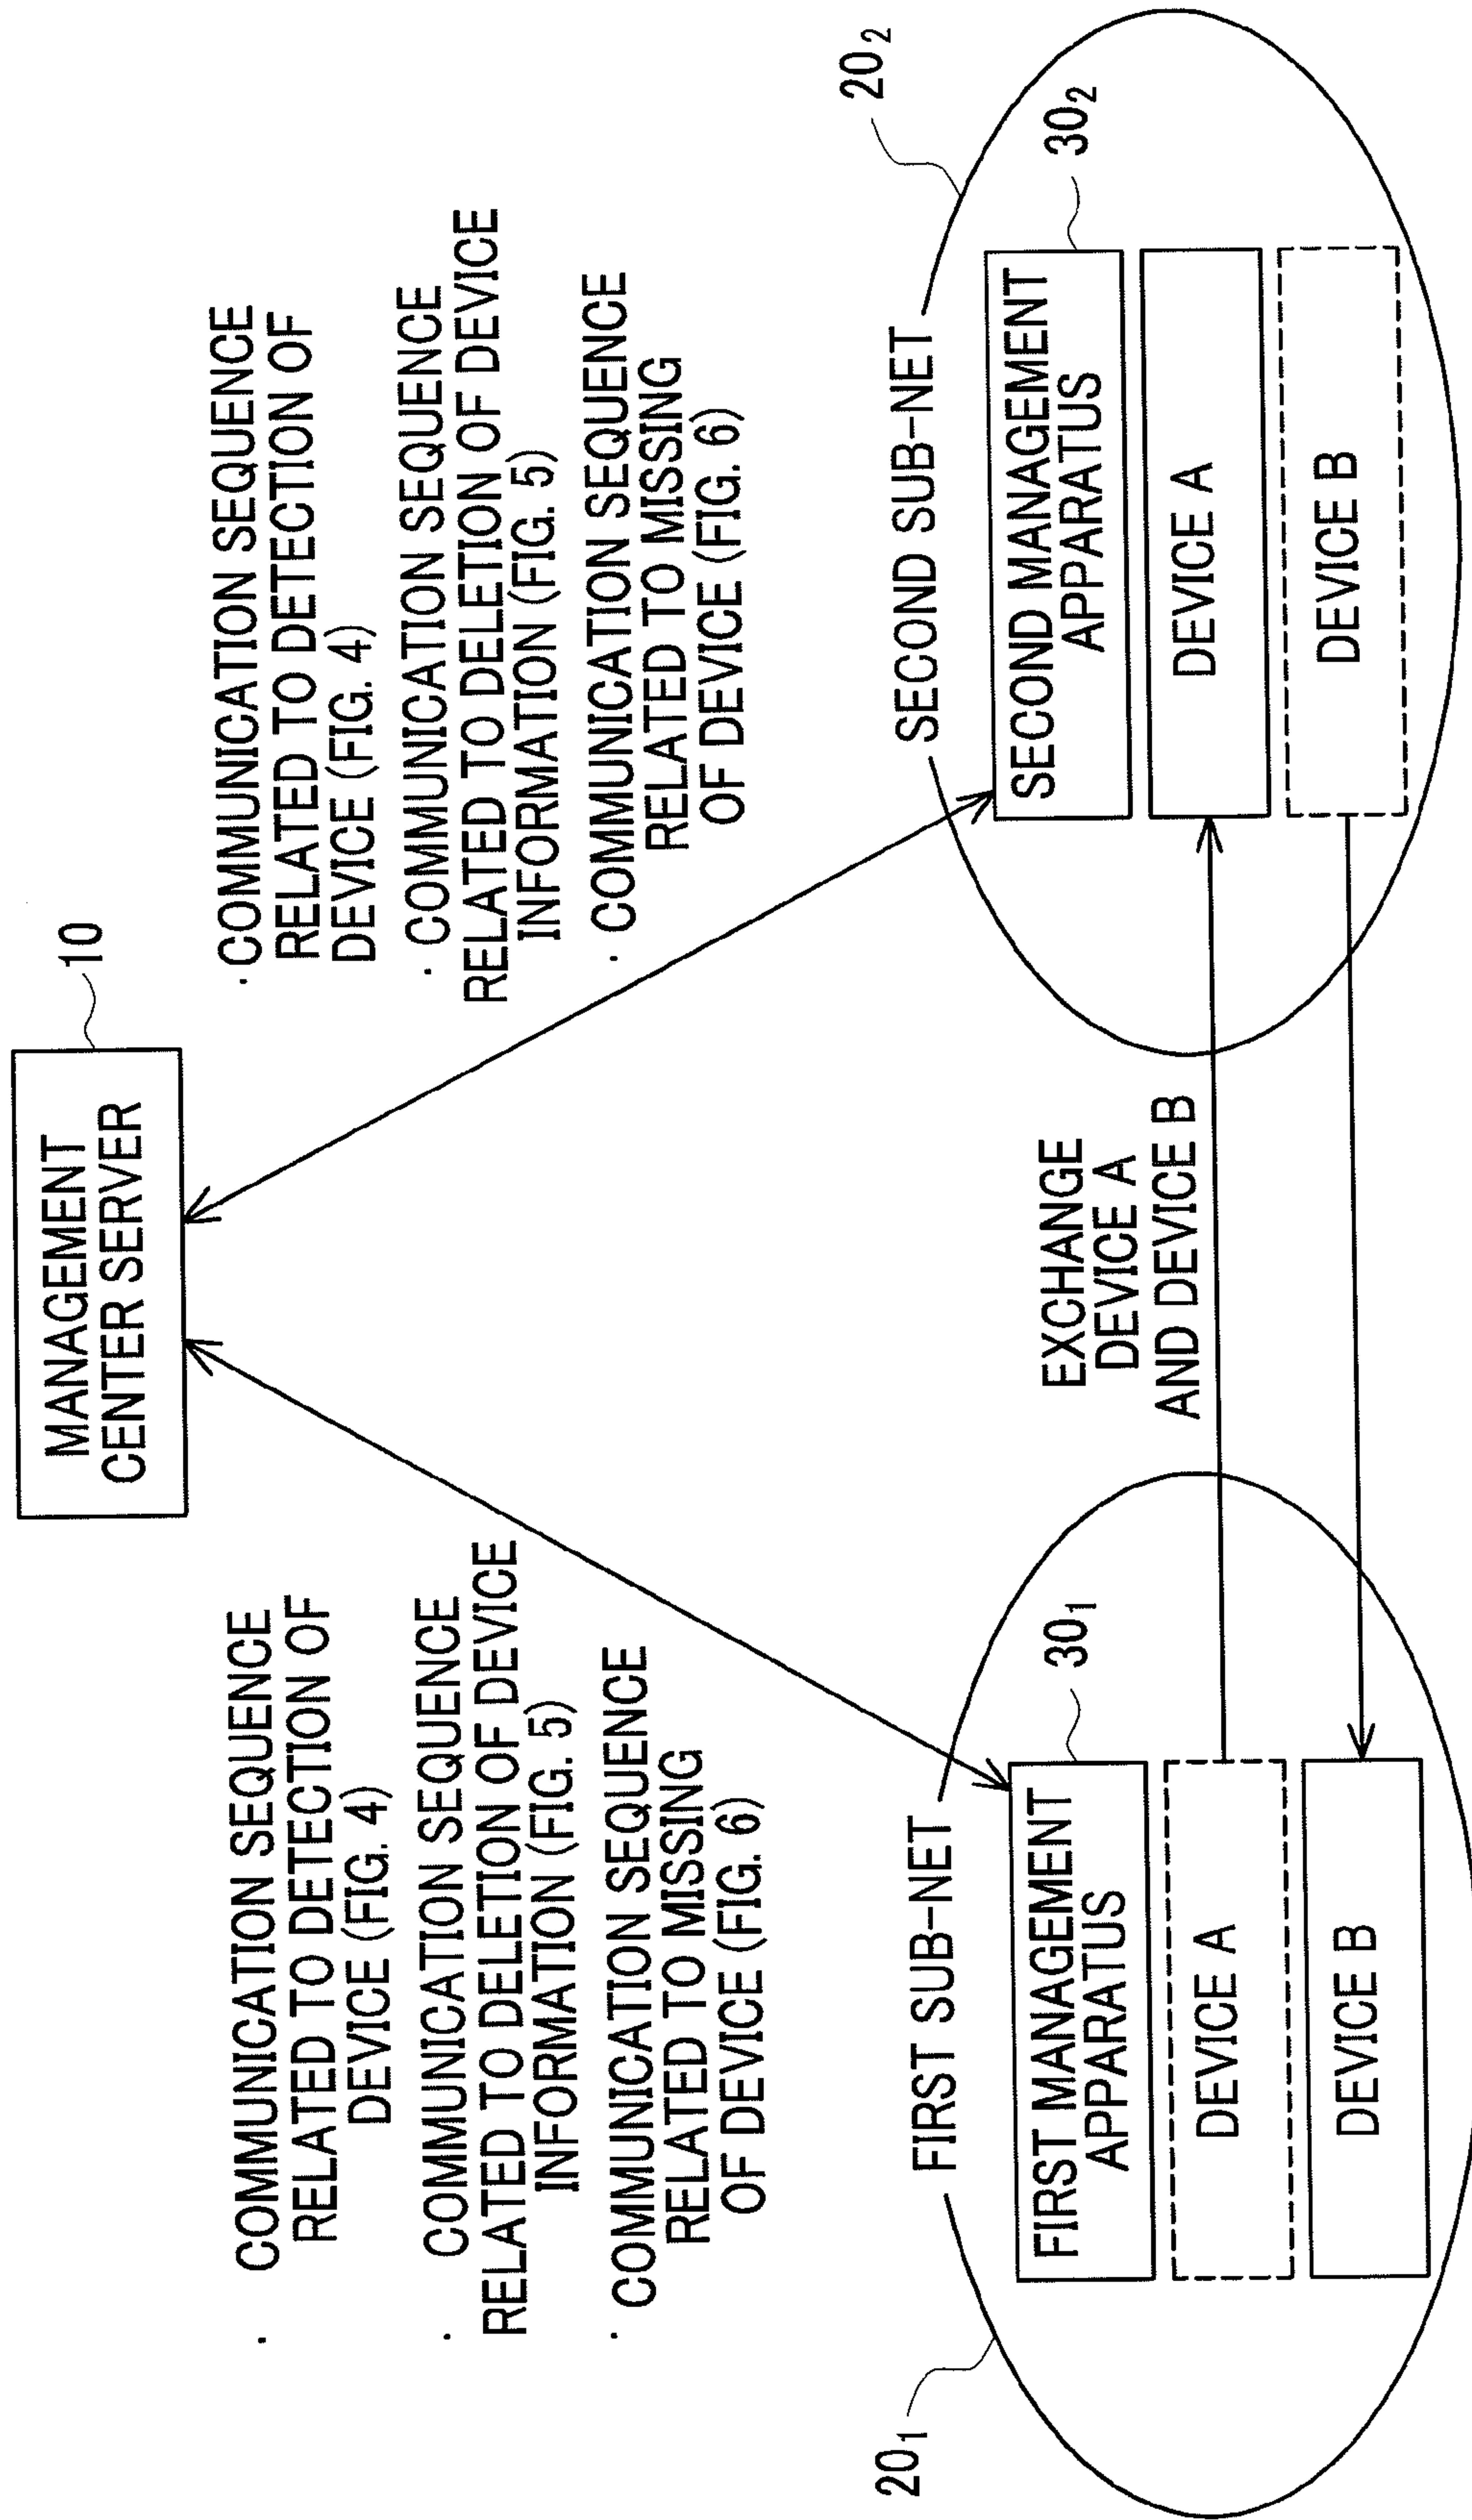 MANAGEMENT
CENTER SERVER
10
· COMMUNICATION SEQUENCE
RELATED TO DETECTION OF
DEVICE (FIG. 4)
· COMMUNICATION SEQUENCE
RELATED TO DELETION OF DEVICE
INFORMATION (FIG. 5)
· COMMUNICATION SEQUENCE
RELATED TO MISSING
OF DEVICE (FIG. 6)
· COMMUNICATION SEQUENCE
RELATED TO DETECTION OF
DEVICE (FIG. 4)
· COMMUNICATION SEQUENCE
RELATED TO DELETION OF DEVICE
INFORMATION (FIG. 5)
· COMMUNICATION SEQUENCE
RELATED TO MISSING
OF DEVICE (FIG. 6)
20₁
FIRST SUB-NET
30₁
FIRST MANAGEMENT
APPARATUS
DEVICE A
DEVICE B
EXCHANGE
DEVICE A
AND DEVICE B
20₂
SECOND SUB-NET
30₂
SECOND MANAGEMENT
APPARATUS
DEVICE A
DEVICE B